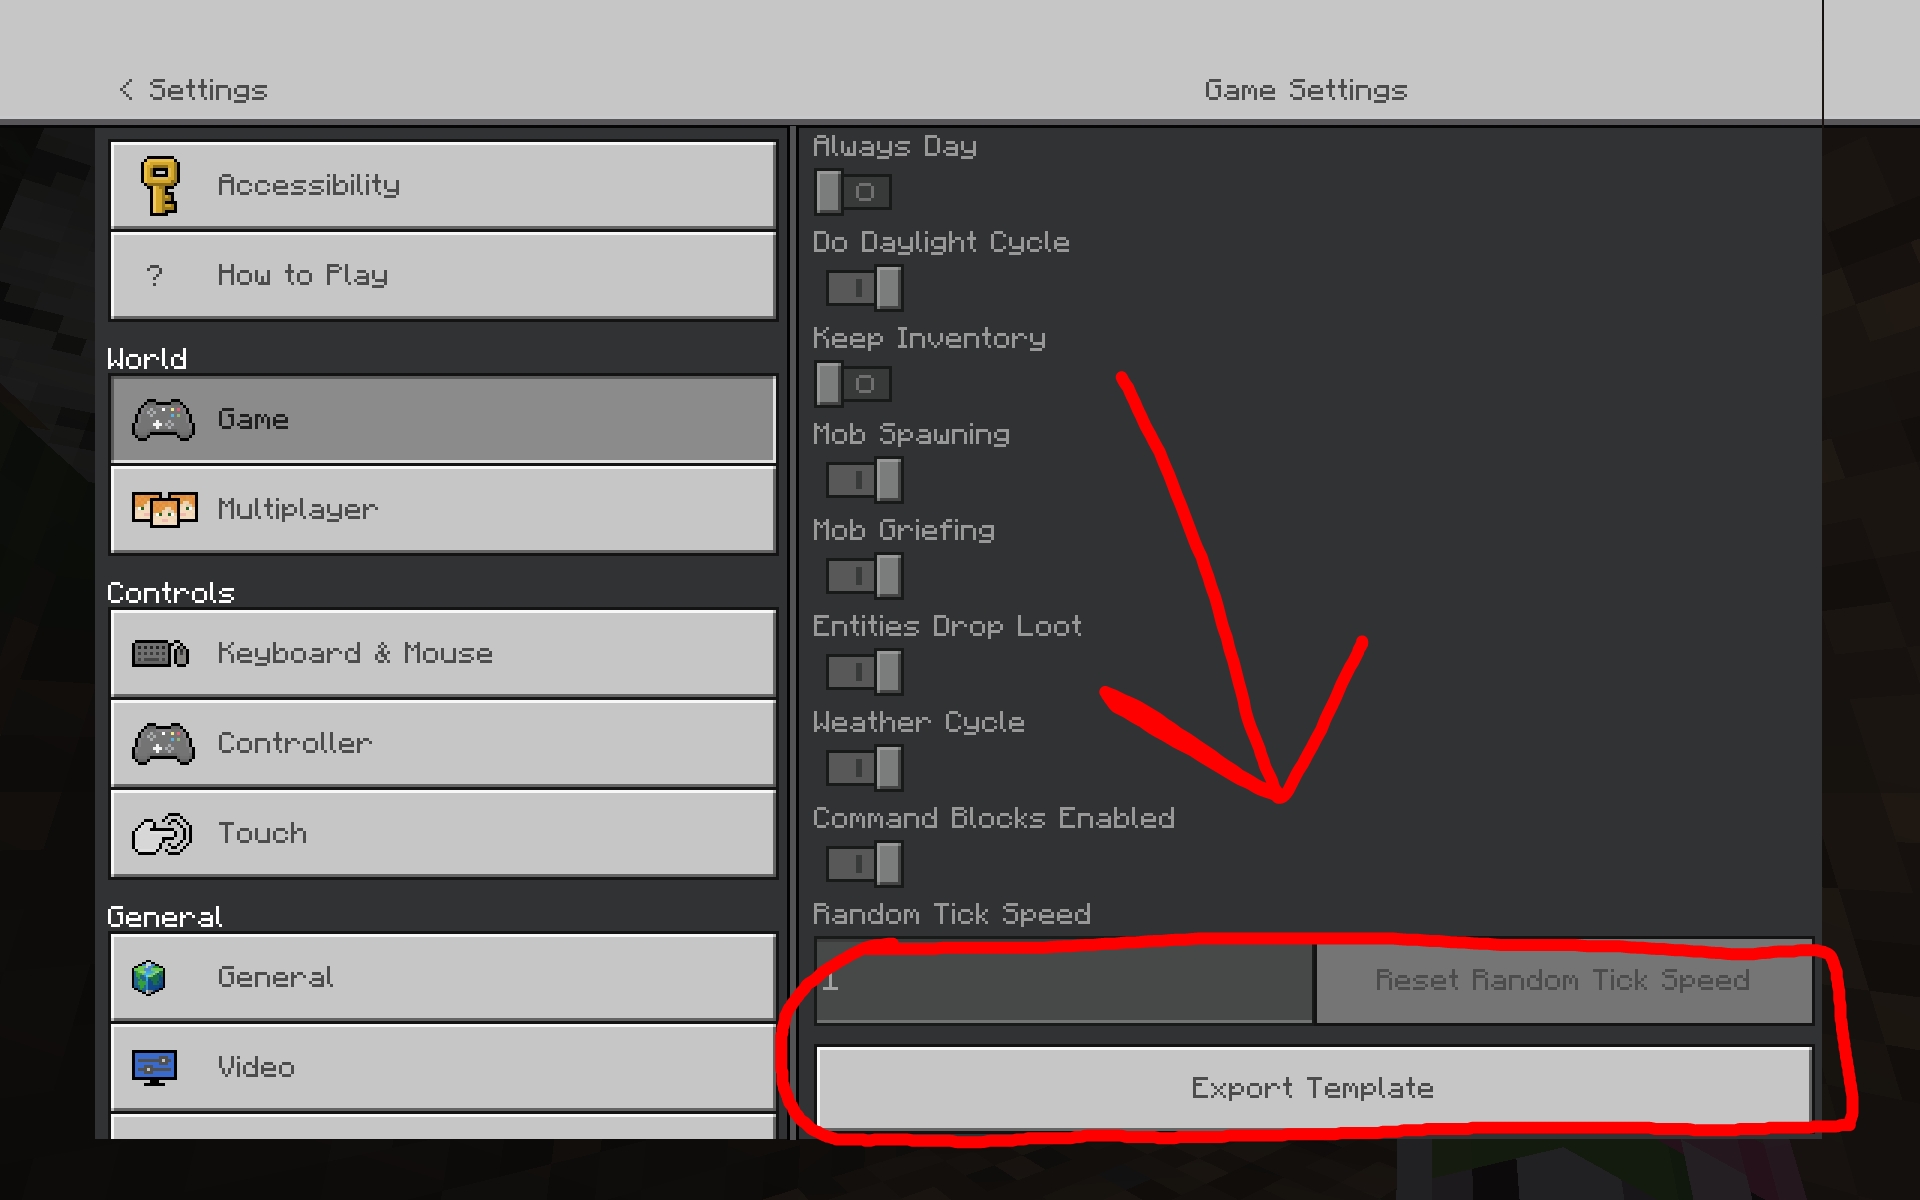 < Settings
Game Settings
Accessibility
? How to Play
World
Game
Multiplayer
Controls
Keyboard & Mouse
Controller
Touch
General
General
Video
Always Day
Do Daylight Cycle
Keep Inventory
Mob Spawning
Mob Griefing
Entities Drop Loot
Weather Cycle
Command Blocks Enabled
Random Tick Speed
1
Reset Random Tick Speed
Export Template